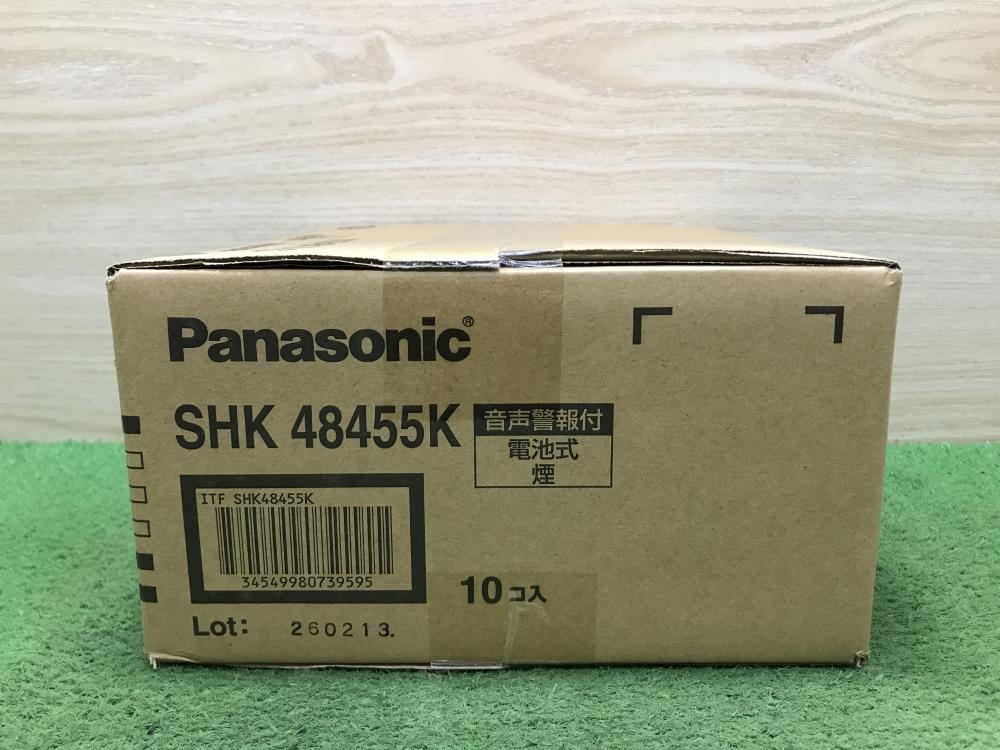 Panasonic®
SHK 48455K
音声警報付
電池式
煙
ITF SHK48455K
34549980739595
10コ入
Lot: 260213.